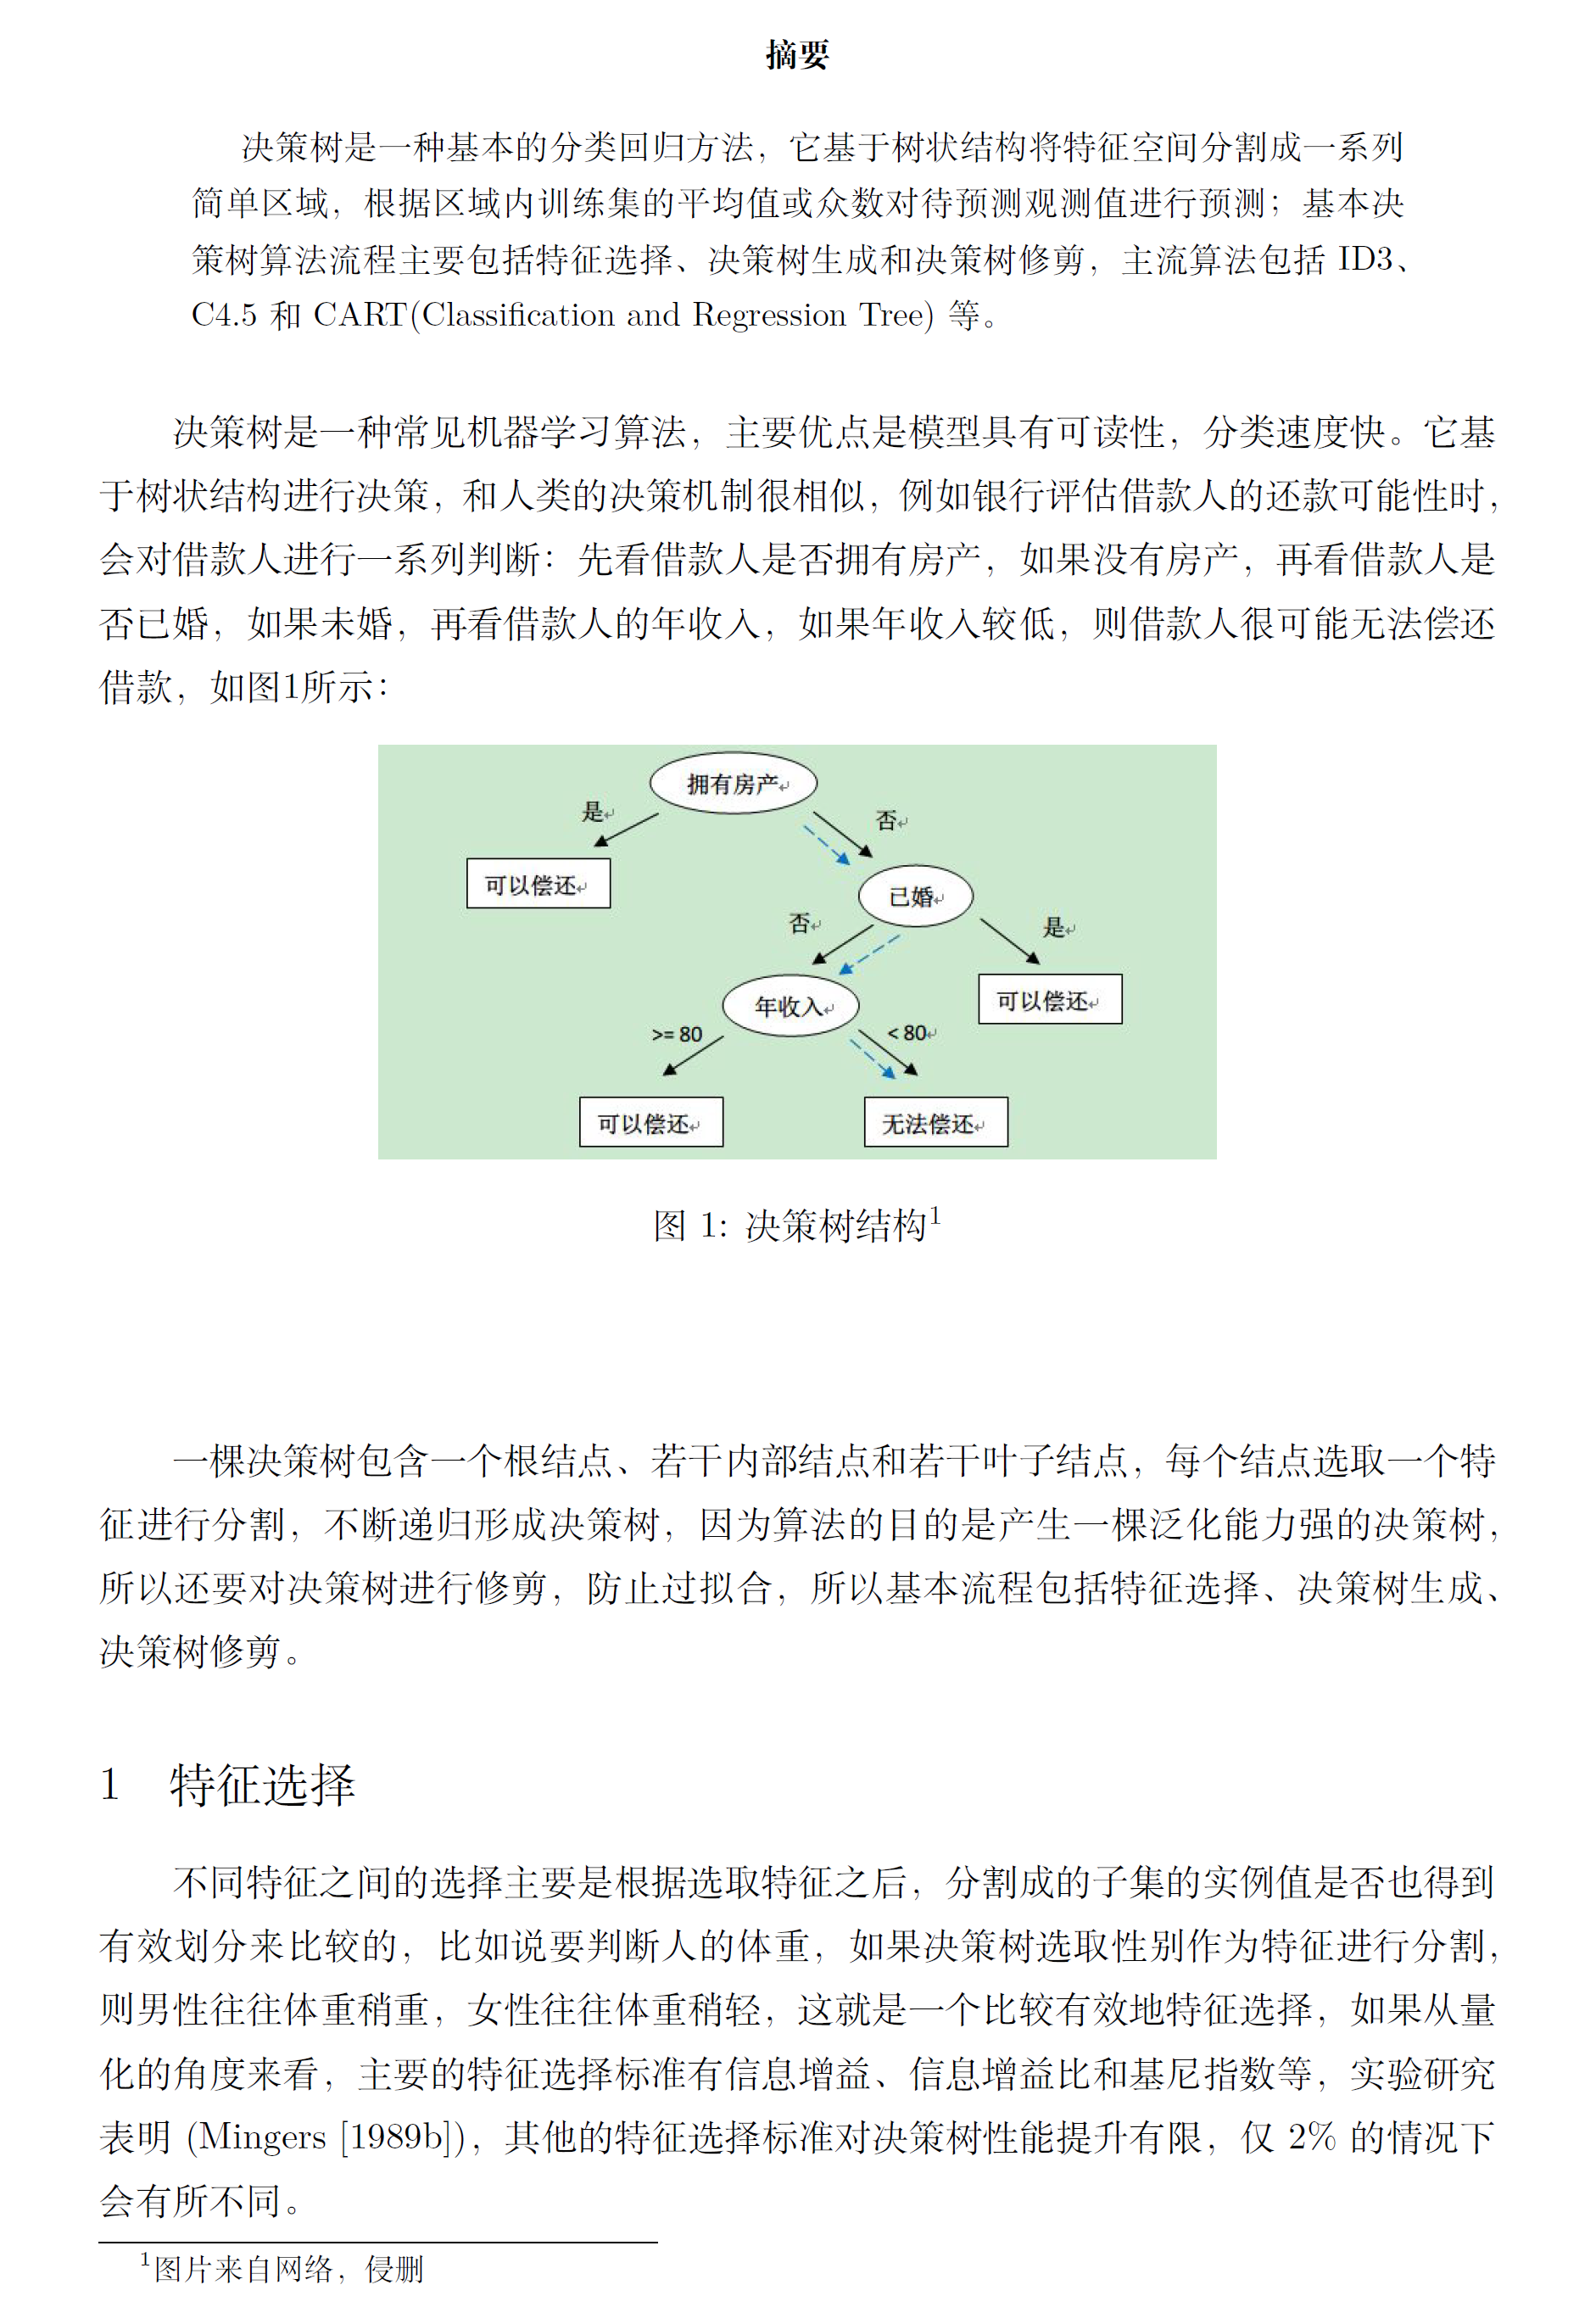 摘要
决策树是一种基本的分类回归方法，它基于树状结构将特征空间分割成一系列
简单区域，根据区域内训练集的平均值或众数对待预测观测值进行预测；基本决
策树算法流程主要包括特征选择、决策树生成和决策树修剪，主流算法包括 ID3、
C4.5 和 CART(Classification and Regression Tree) 等。
决策树是一种常见机器学习算法，主要优点是模型具有可读性，分类速度快。它基
于树状结构进行决策，和人类的决策机制很相似，例如银行评估借款人的还款可能性时，
会对借款人进行一系列判断：先看借款人是否拥有房产，如果没有房产，再看借款人是
否已婚，如果未婚，再看借款人的年收入，如果年收入较低，则借款人很可能无法偿还
借款，如图1所示：
拥有房产
是
否
可以偿还
已婚
否
是
年收入
可以偿还
>= 80
< 80
可以偿还
无法偿还
图 1: 决策树结构1
一棵决策树包含一个根结点、若干内部结点和若干叶子结点，每个结点选取一个特
征进行分割，不断递归形成决策树，因为算法的目的是产生一棵泛化能力强的决策树，
所以还要对决策树进行修剪，防止过拟合，所以基本流程包括特征选择、决策树生成、
决策树修剪。
1 特征选择
不同特征之间的选择主要是根据选取特征之后，分割成的子集的实例值是否也得到
有效划分来比较的，比如说要判断人的体重，如果决策树选取性别作为特征进行分割，
则男性往往体重稍重，女性往往体重稍轻，这就是一个比较有效地特征选择，如果从量
化的角度来看，主要的特征选择标准有信息增益、信息增益比和基尼指数等，实验研究
表明 (Mingers [1989b])，其他的特征选择标准对决策树性能提升有限，仅 2% 的情况下
会有所不同。
1图片来自网络，侵删